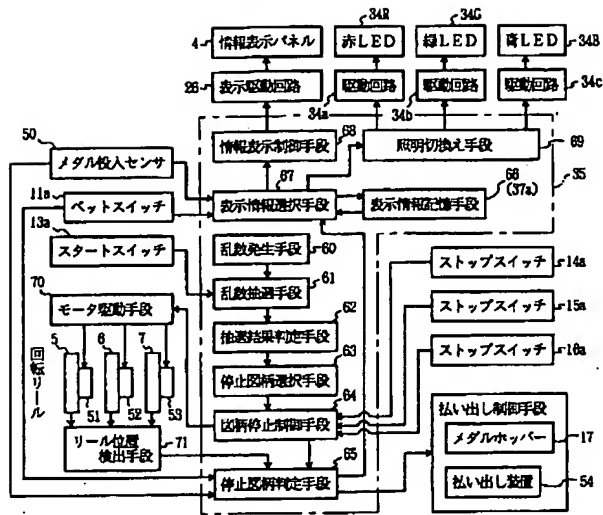 34R 34G
4 情報表示パネル 赤LED 緑LED 青LED 34B
26 表示駆動回路 駆動回路 駆動回路 駆動回路 34c
34a 34b
68
50 情報表示制御手段 照明切換え手段 69
メダル投入センサ 67 35
11a 表示情報選択手段 表示情報記憶手段 66
ベットスイッチ (37a)
13a 乱数発生手段 60
スタートスイッチ 61 ストップスイッチ 14a
70 乱数抽選手段 62
モータ駆動手段 抽選結果判定手段 ストップスイッチ 15a
5 6 7 63
回転リール 停止図柄選択手段 ストップスイッチ 16a
51 52 53 64
図柄停止制御手段 払い出し制御手段
リール位置検出手段 71 メダルホッパー 17
65
停止図柄判定手段 払い出し装置 54